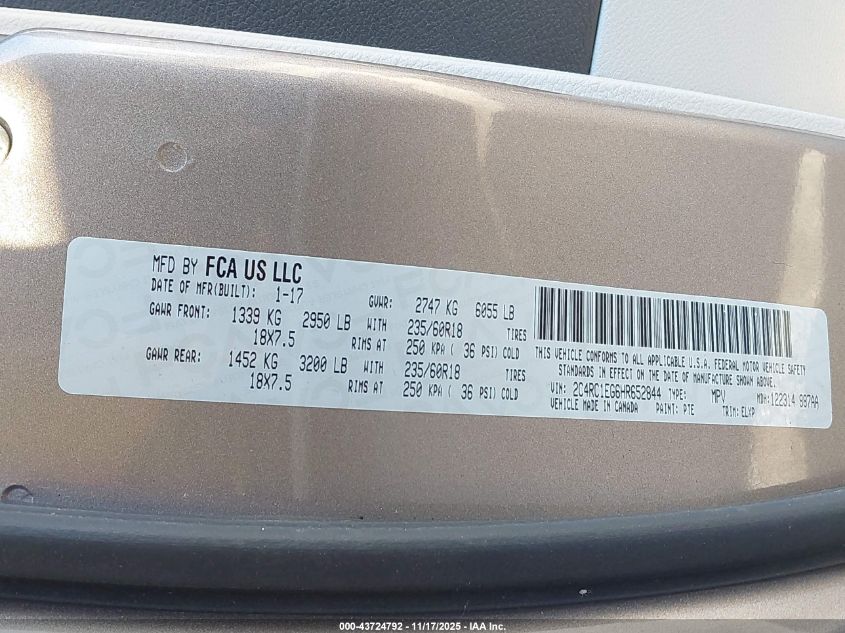 MFD BY FCA US LLC
DATE OF MFR(BUILT): 1-17 GVWR: 2747 KG 6055 LB
GAWR FRONT: 1339 KG 2950 LB WITH 235/60R18 TIRES
18X7.5 RIMS AT 250 KPA ( 36 PSI) COLD
GAWR REAR: 1452 KG 3200 LB WITH 235/60R18 TIRES
18X7.5 RIMS AT 250 KPA ( 36 PSI) COLD
THIS VEHICLE CONFORMS TO ALL APPLICABLE U.S.A. FEDERAL MOTOR VEHICLE SAFETY
STANDARDS IN EFFECT ON THE DATE OF MANUFACTURE SHOWN ABOVE.
VIN: 2C4RC1EG6HR652844 TYPE: MPV MDH: 122314 997AA
VEHICLE MADE IN CANADA PAINT: PTE TRIM: ELYP
000-43724792 - 11/17/2025 - IAA Inc.